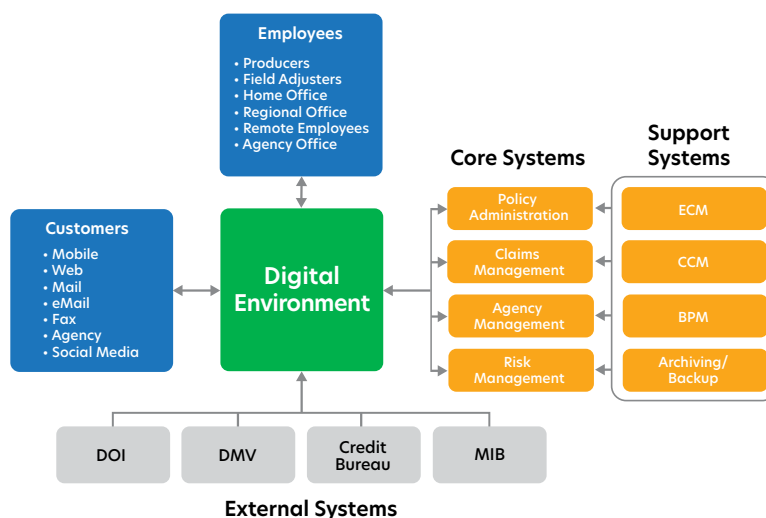 Employees
• Producers
• Field Adjusters
• Home Office
• Regional Office
• Remote Employees
• Agency Office
Customers
• Mobile
• Web
• Mail
• eMail
• Fax
• Agency
• Social Media
Digital
Environment
Core Systems
Policy
Administration
Claims
Management
Agency
Management
Risk
Management
Support
Systems
ECM
CCM
BPM
Archiving/
Backup
DOI
DMV
Credit
Bureau
MIB
External Systems